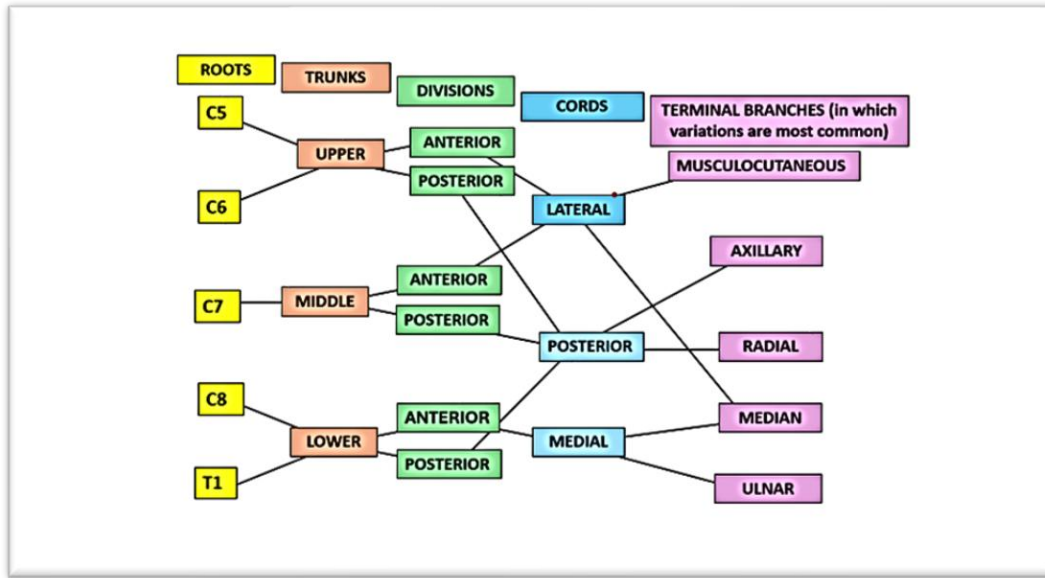 ROOTS
TRUNKS
DIVISIONS
CORDS
TERMINAL BRANCHES (in which
variations are most common)
C5
UPPER
ANTERIOR
POSTERIOR
MUSCULOCUTANEOUS
C6
LATERAL
AXILLARY
C7
MIDDLE
ANTERIOR
POSTERIOR
POSTERIOR
RADIAL
C8
LOWER
ANTERIOR
POSTERIOR
MEDIAL
MEDIAN
T1
ULNAR